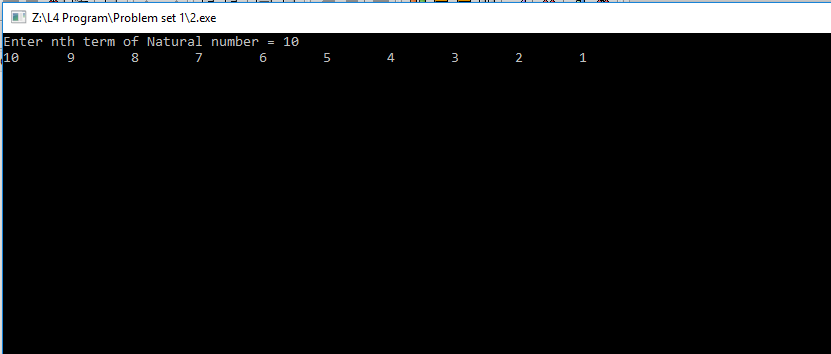 Z:\L4 Program\Problem set 1\2.exe
Enter nth term of Natural number = 10
10 9 8 7 6 5 4 3 2 1